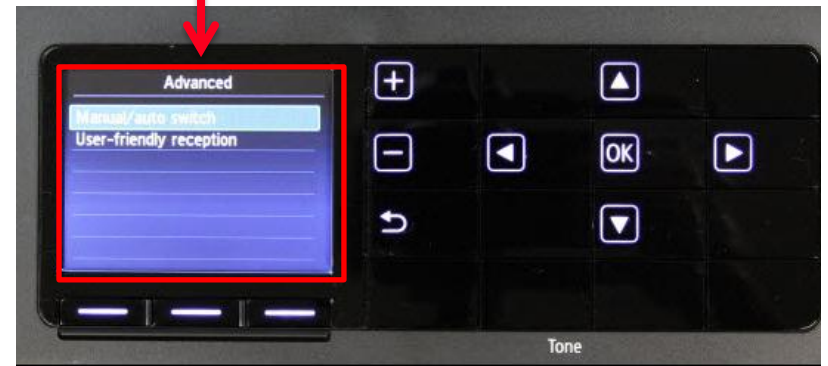 Advanced
Manual/auto switch
User-friendly reception
+
-
OK
Tone